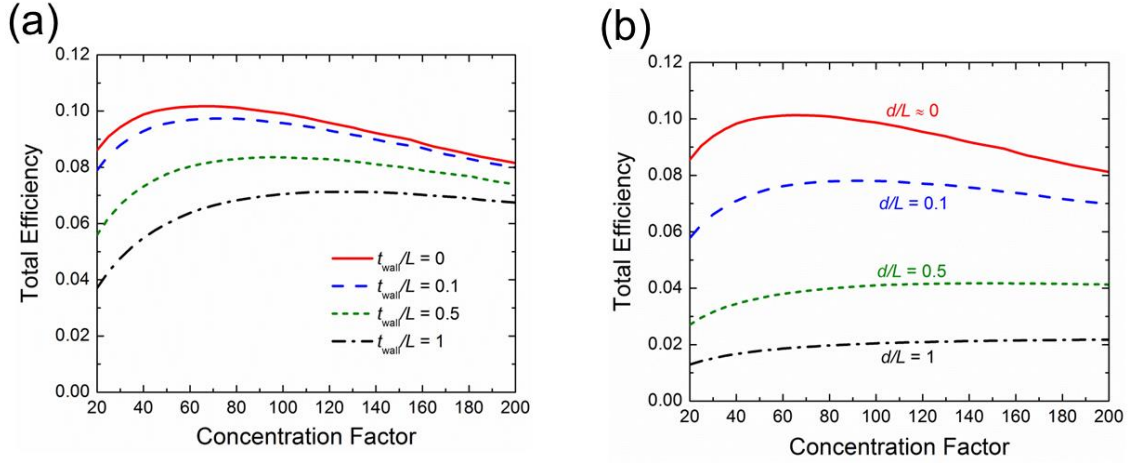 (a)
0.12
0.10
0.08
0.06
0.04
0.02
0.00
20 40 60 80 100 120 140 160 180 200
Total Efficiency
Concentration Factor
t_wall/L = 0
t_wall/L = 0.1
t_wall/L = 0.5
t_wall/L = 1
(b)
0.12
0.10
0.08
0.06
0.04
0.02
0.00
20 40 60 80 100 120 140 160 180 200
Total Efficiency
Concentration Factor
d/L ≈ 0
d/L = 0.1
d/L = 0.5
d/L = 1